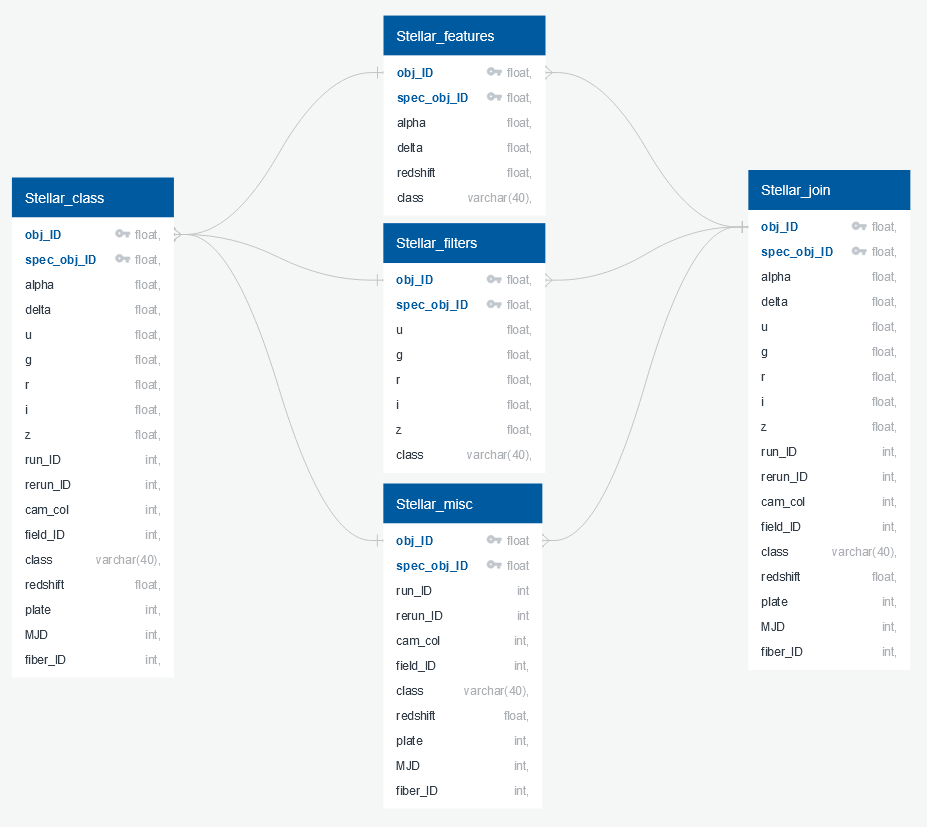 Stellar_class
obj_ID float,
spec_obj_ID float,
alpha float,
delta float,
u float,
g float,
r float,
i float,
z float,
run_ID int,
rerun_ID int,
cam_col int,
field_ID int,
class varchar(40),
redshift float,
plate int,
MJD int,
fiber_ID int,
Stellar_features
obj_ID float,
spec_obj_ID float,
alpha float,
delta float,
redshift float,
class varchar(40),
Stellar_filters
obj_ID float,
spec_obj_ID float,
u float,
g float,
r float,
i float,
z float,
class varchar(40),
Stellar_misc
obj_ID float
spec_obj_ID float
run_ID int
rerun_ID int
cam_col int,
field_ID int,
class varchar(40),
redshift float,
plate int,
MJD int,
fiber_ID int,
Stellar_join
obj_ID float,
spec_obj_ID float,
alpha float,
delta float,
u float,
g float,
r float,
i float,
z float,
run_ID int,
rerun_ID int,
cam_col int,
field_ID int,
class varchar(40),
redshift float,
plate int,
MJD int,
fiber_ID int,